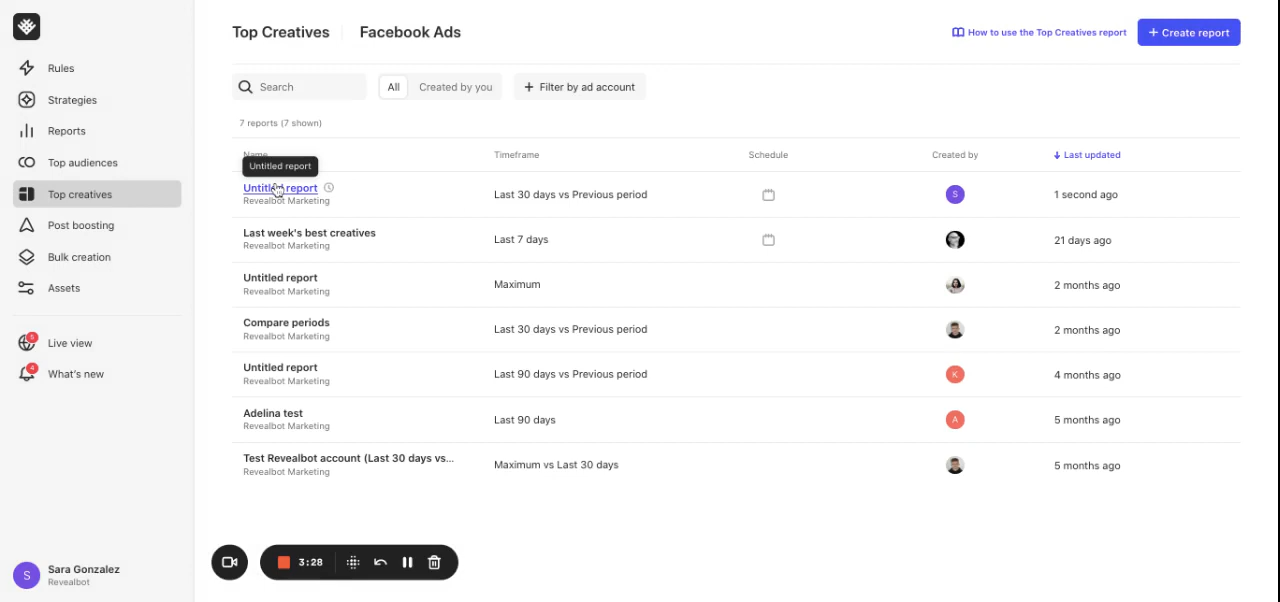 Top Creatives
Facebook Ads
How to use the Top Creatives report
+ Create report
Rules
Strategies
Reports
Top audiences
Top creatives
Post boosting
Bulk creation
Assets
5
Live view
4
What's new
S
Sara Gonzalez
Revealbot
Search
All
Created by you
+ Filter by ad account
7 reports (7 shown)
Name
Timeframe
Schedule
Created by
Last updated
Untitled report
Untitled report
Revealbot Marketing
Last 30 days vs Previous period
S
1 second ago
Last week's best creatives
Revealbot Marketing
Last 7 days
21 days ago
Untitled report
Revealbot Marketing
Maximum
2 months ago
Compare periods
Revealbot Marketing
Last 30 days vs Previous period
2 months ago
Untitled report
Revealbot Marketing
Last 90 days vs Previous period
K
4 months ago
Adelina test
Revealbot Marketing
Last 90 days
A
5 months ago
Test Revealbot account (Last 30 days vs...
Revealbot Marketing
Maximum vs Last 30 days
5 months ago
3:28